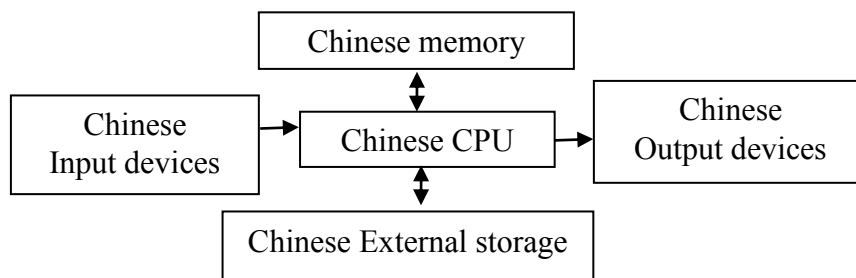 Chinese memory
Chinese
Input devices
Chinese CPU
Chinese
Output devices
Chinese External storage